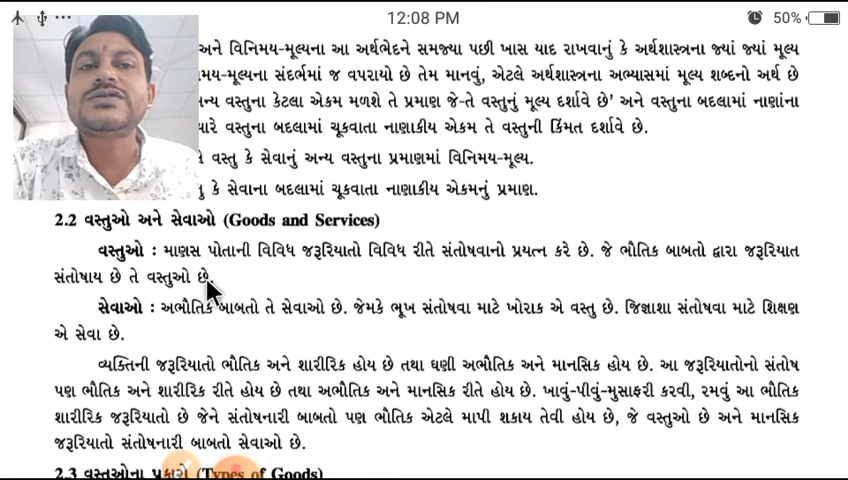 12:08 PM
50%
અને વિનિમય-મૂલ્યના આ અર્થભેદને સમજ્યા પછી ખાસ યાદ રાખવાનું કે અર્થશાસ્ત્રના જ્યાં જ્યાં મૂલ્ય
મય-મૂલ્યના સંદર્ભમાં જ વપરાયો છે તેમ માનવું, એટલે અર્થશાસ્ત્રના અભ્યાસમાં મૂલ્ય શબ્દનો અર્થ છે
ન્ય વસ્તુના કેટલા એકમ મળશે તે પ્રમાણ જે-તે વસ્તુનું મૂલ્ય દર્શાવે છે’ અને વસ્તુના બદલામાં નાણાંના
ારે વસ્તુના બદલામાં ચૂકવાતા નાણાકીય એકમ તે વસ્તુની કિંમત દર્શાવે છે.
વસ્તુ કે સેવાનું અન્ય વસ્તુના પ્રમાણમાં વિનિમય-મૂલ્ય.
કે સેવાના બદલામાં ચૂકવાતા નાણાકીય એકમનું પ્રમાણ.
2.2 વસ્તુઓ અને સેવાઓ (Goods and Services)
વસ્તુઓ : માણસ પોતાની વિવિધ જરૂરિયાતો વિવિધ રીતે સંતોષવાનો પ્રયત્ન કરે છે. જે ભૌતિક બાબતો દ્વારા જરૂરિયાત
સંતોષાય છે તે વસ્તુઓ છે.
સેવાઓ : અભૌતિક બાબતો તે સેવાઓ છે. જેમકે ભૂખ સંતોષવા માટે ખોરાક એ વસ્તુ છે. જિજ્ઞાશા સંતોષવા માટે શિક્ષણ
એ સેવા છે.
વ્યક્તિની જરૂરિયાતો ભૌતિક અને શારીરિક હોય છે તથા ઘણી અભૌતિક અને માનસિક હોય છે. આ જરૂરિયાતોનો સંતોષ
પણ ભૌતિક અને શારીરિક રીતે હોય છે તથા અભૌતિક અને માનસિક રીતે હોય છે. ખાવું-પીવું-મુસાફરી કરવી, રમવું આ ભૌતિક
શારીરિક જરૂરિયાતો છે જેને સંતોષનારી બાબતો પણ ભૌતિક એટલે માપી શકાય તેવી હોય છે, જે વસ્તુઓ છે અને માનસિક
જરૂરિયાતો સંતોષનારી બાબતો સેવાઓ છે.
2.3 વસ્તુઓના પ્રકારો (Types of Goods)